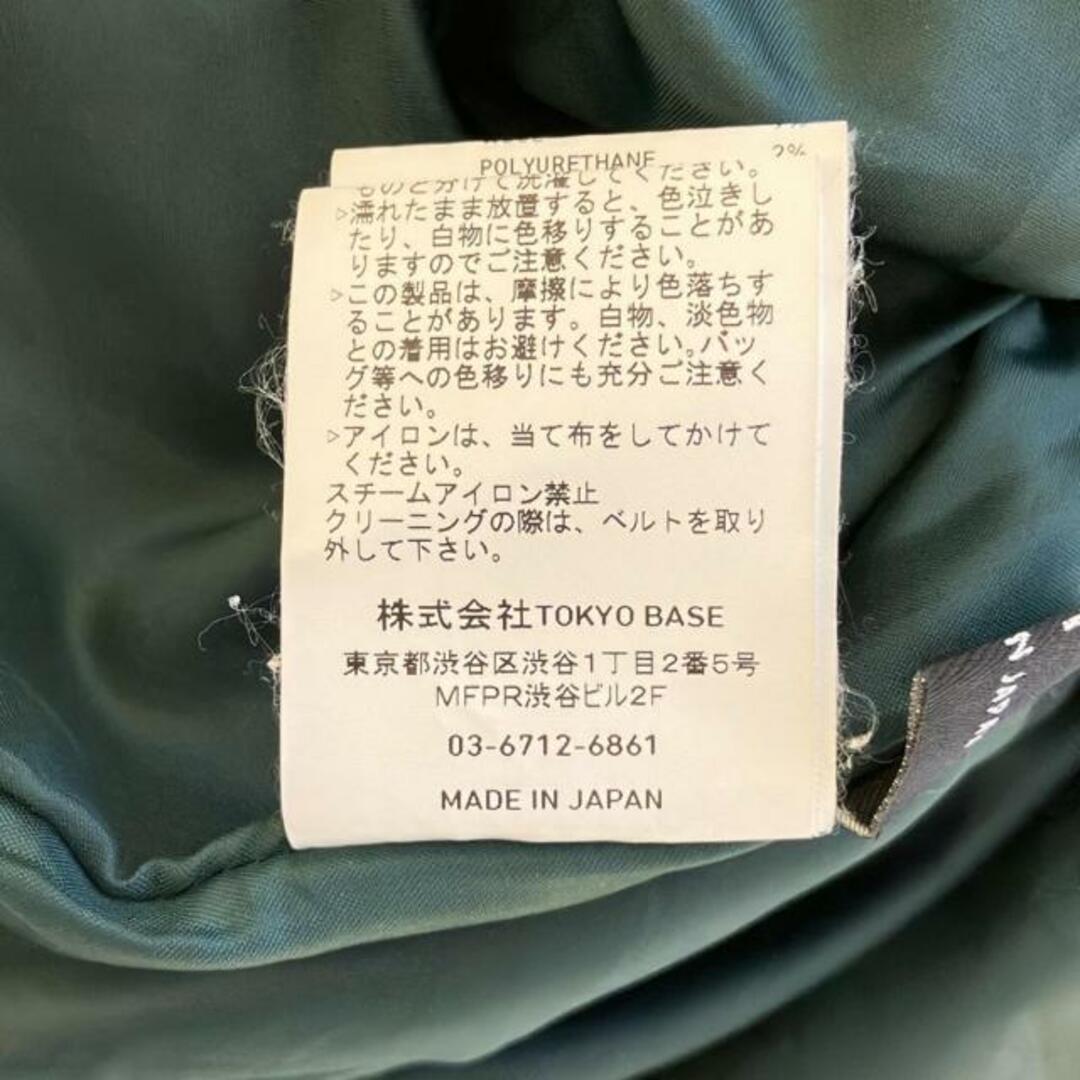 POLYURETHANE 2%
ものと分けて洗濯してください。
▷濡れたまま放置すると、色泣きし
たり、白物に色移りすることがあ
りますのでご注意ください。
▷この製品は、摩擦により色落ちす
ることがあります。白物、淡色物
との着用はお避けください。バッ
グ等への色移りにも充分ご注意く
ださい。
▷アイロンは、当て布をしてかけて
ください。
スチームアイロン禁止
クリーニングの際は、ベルトを取り
外して下さい。
株式会社TOKYO BASE
東京都渋谷区渋谷1丁目2番5号
MFPR渋谷ビル2F
03-6712-6861
MADE IN JAPAN
N JAPAN